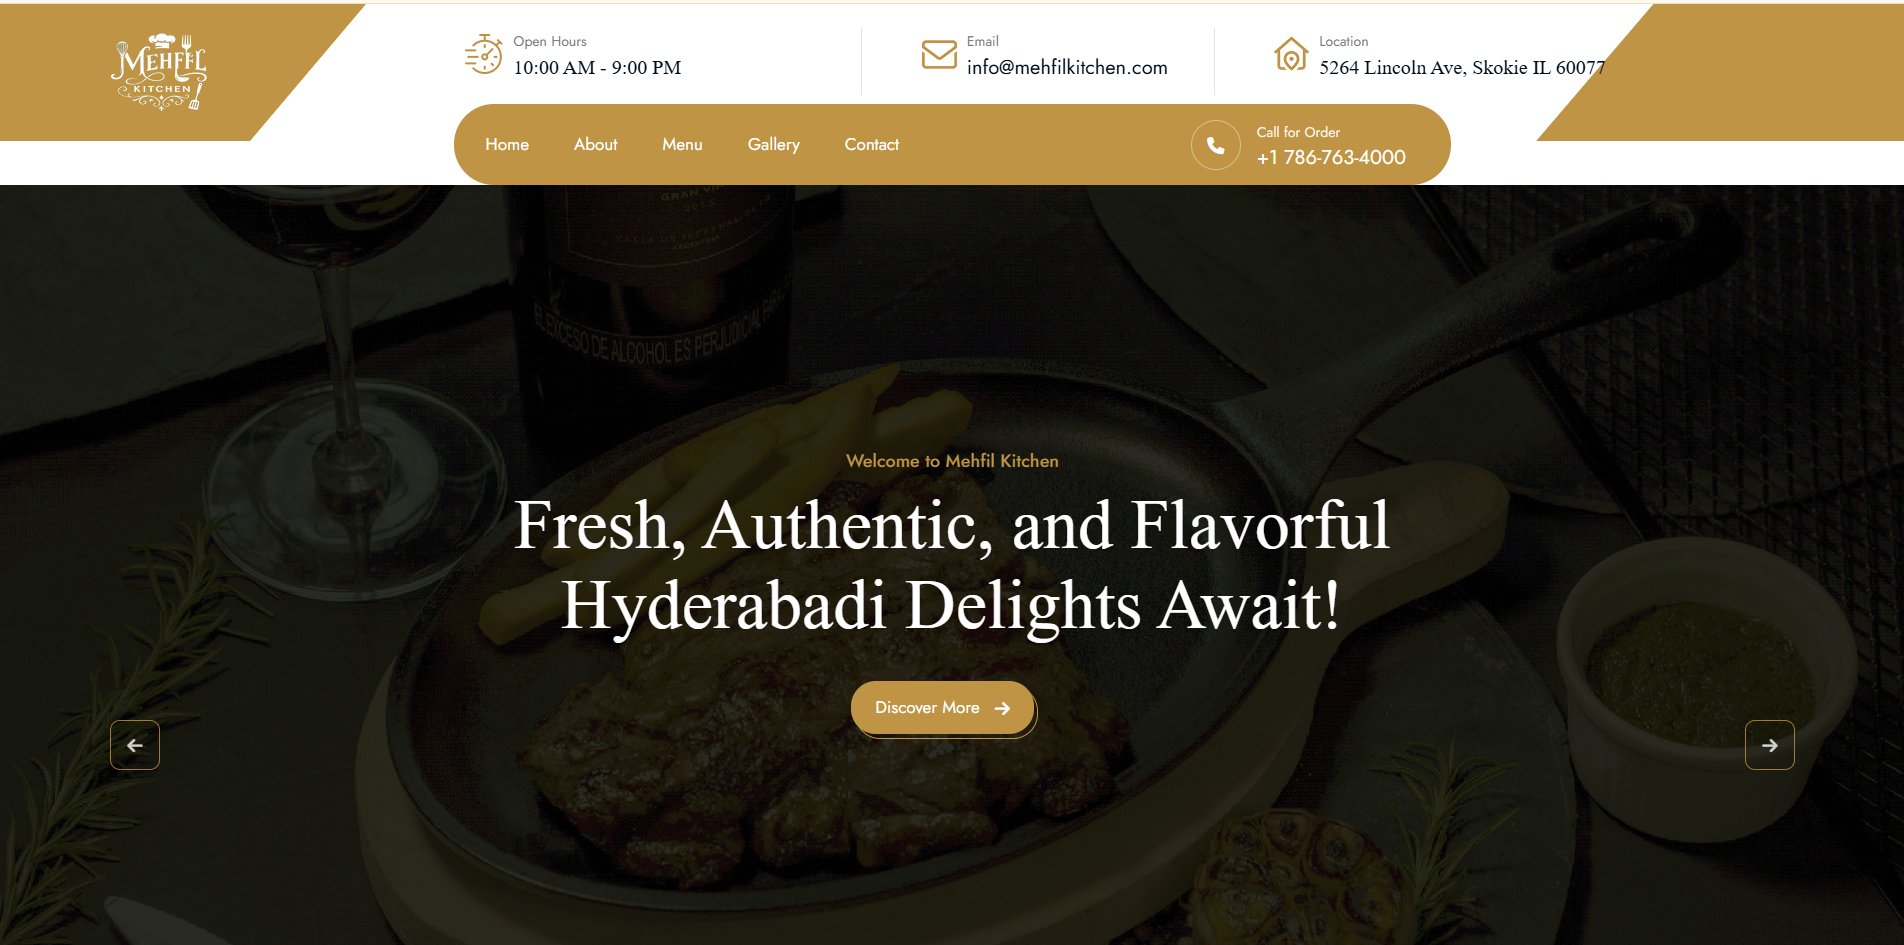 MEHFIL
KITCHEN
Open Hours
10:00 AM - 9:00 PM
Email
info@mehfilkitchen.com
Location
5264 Lincoln Ave, Skokie IL 60077
Home
About
Menu
Gallery
Contact
Call for Order
+1 786-763-4000
GRAN
EL EXCESO DE ALCOHOL ES PERJUDICIAL PARA
Welcome to Mehfil Kitchen
Fresh, Authentic, and Flavorful
Hyderabadi Delights Await!
Discover More